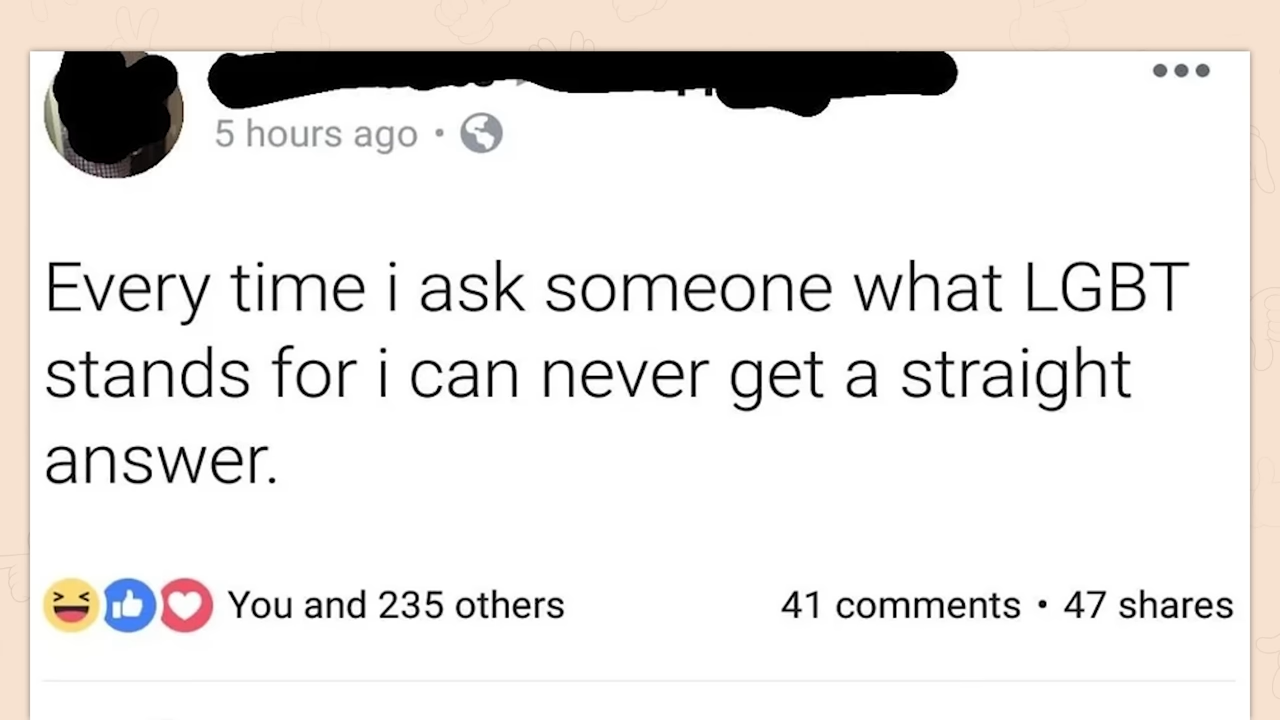 5 hours ago •
Every time i ask someone what LGBT
stands for i can never get a straight
answer.
You and 235 others 41 comments • 47 shares